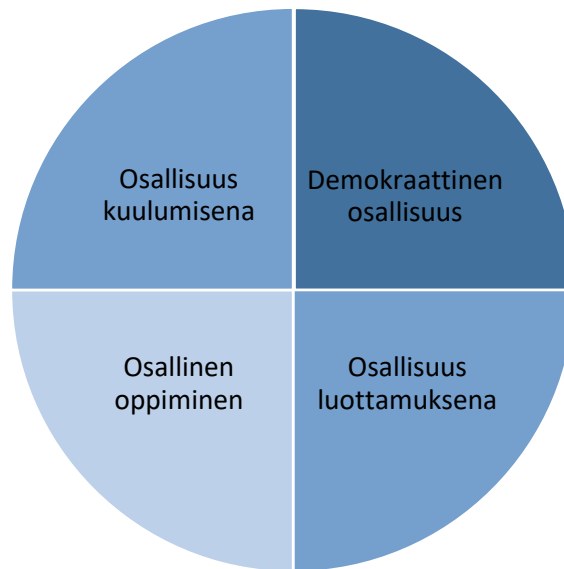 Osallisuus
kuulumisena
Demokraattinen
osallisuus
Osallinen
oppiminen
Osallisuus
luottamuksena